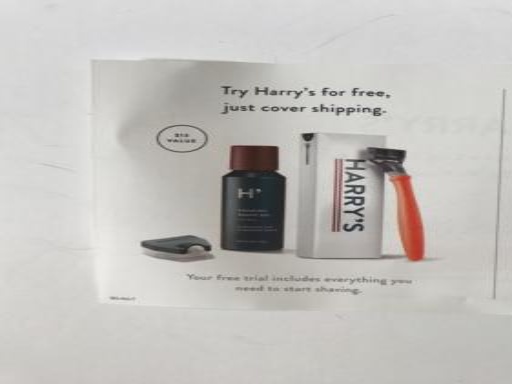 Try Harry's for free,
just cover shipping.
VALUE
H'
HARRY'S
Your free trial includes everything you
need to start shaving.